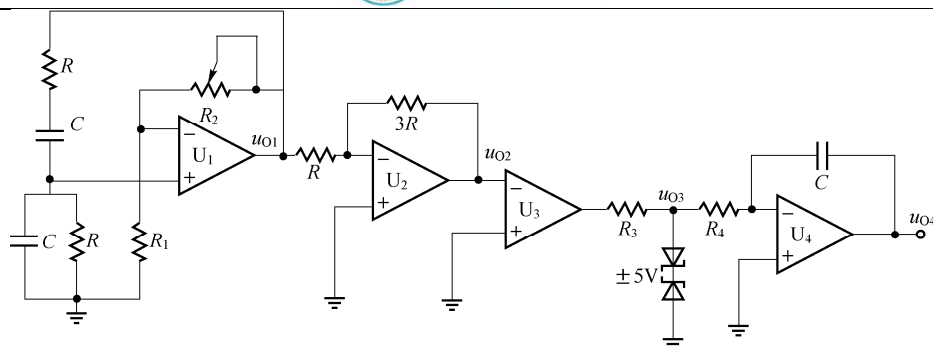 R
C
C
R
R₁
R₂
−
U₁
+
uO1
R
3R
−
U₂
+
uO2
−
U₃
+
R₃
uO3
±5V
R₄
C
−
U₄
+
uO4